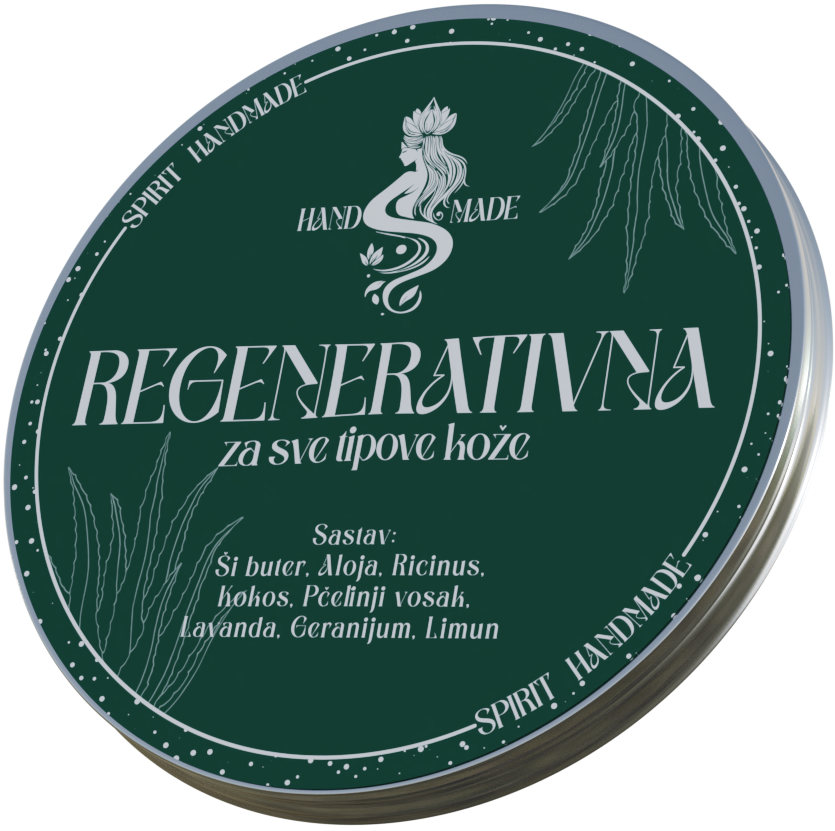 SPIRIT HANDMADE
HAND MADE
REGENERATIVNA
za sve tipove kože
Sastav:
Ši buter, Aloja, Ricinus,
Kokos, Pčelinji vosak,
Lavanda, Geranijum, Limun
SPIRIT HANDMADE